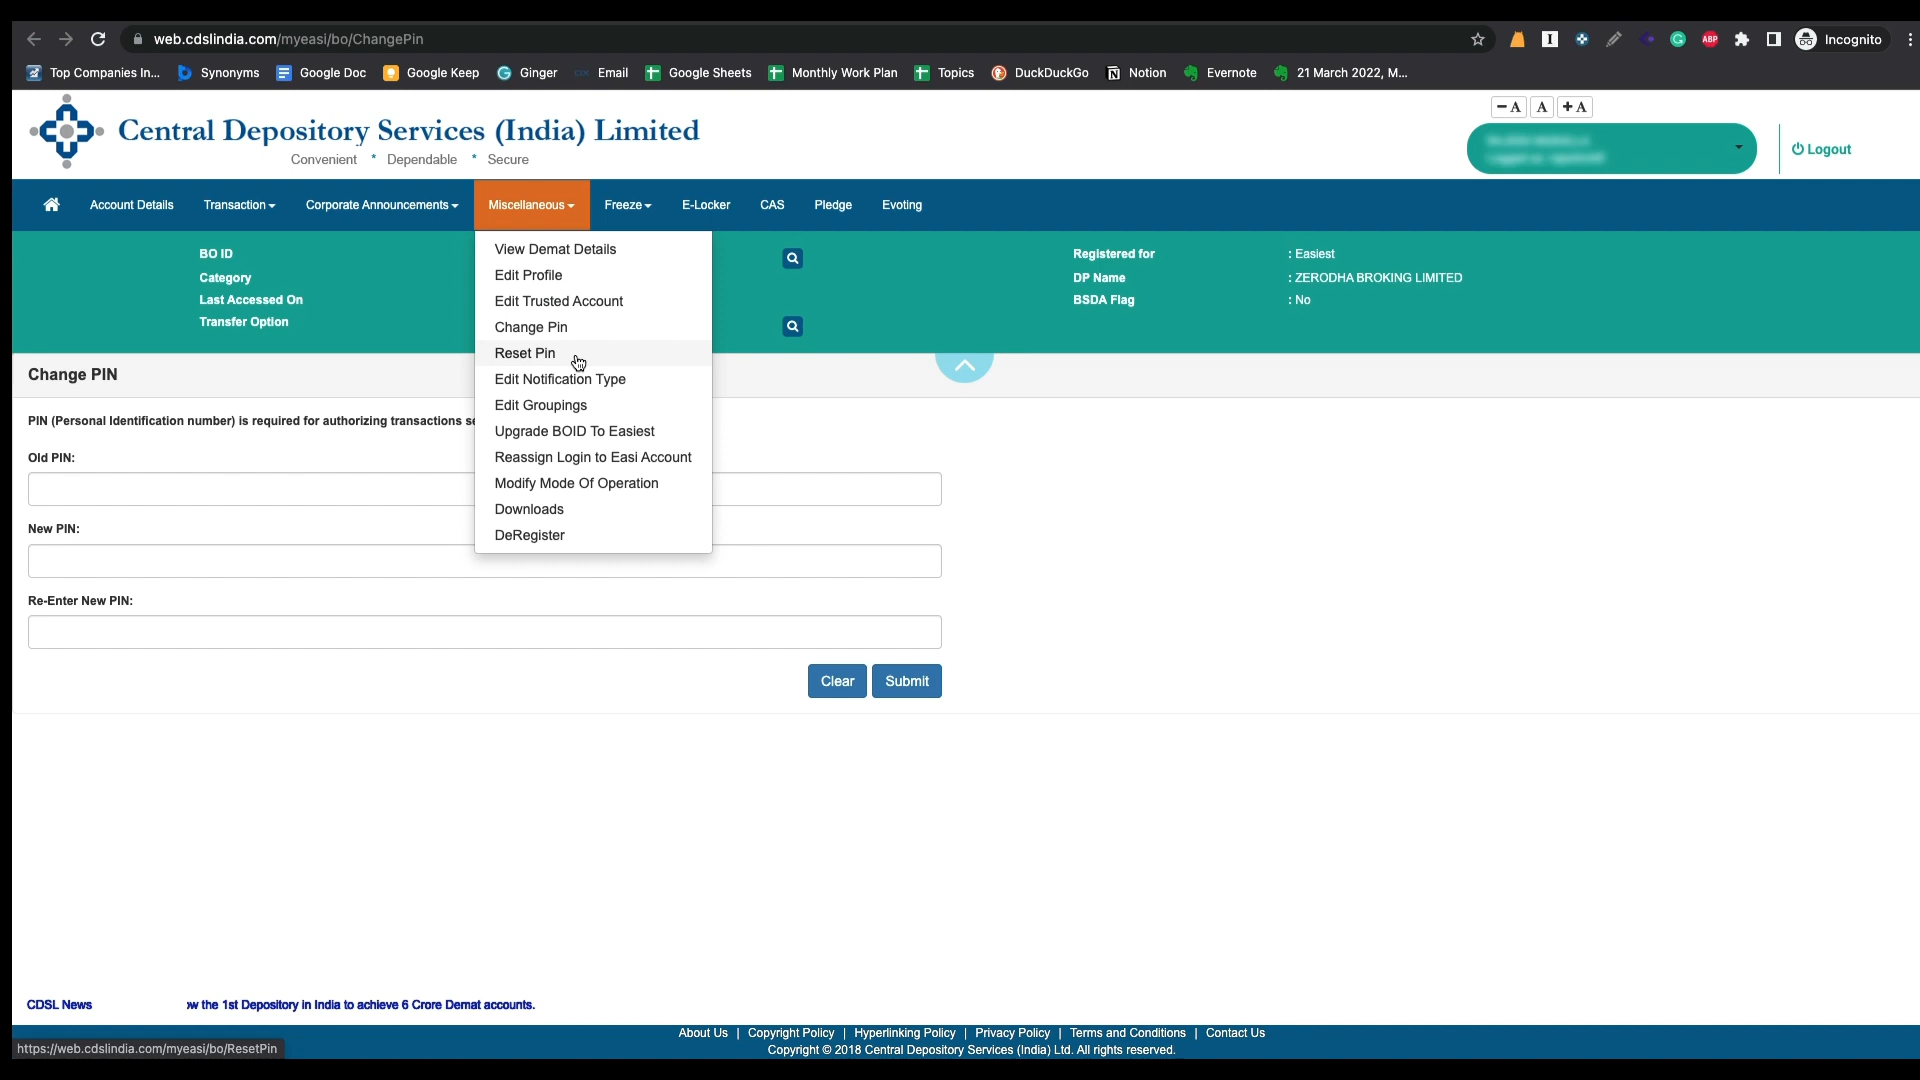 web.cdslindia.com/myeasi/bo/ChangePin
ABP
Incognito
Top Companies In... Synonyms Google Doc Google Keep Ginger Email Google Sheets Monthly Work Plan Topics DuckDuckGo Notion Evernote 21 March 2022, M...
− A A + A
Central Depository Services (India) Limited
Convenient * Dependable * Secure
Logout
Account Details Transaction Corporate Announcements Miscellaneous Freeze E-Locker CAS Pledge Evoting
BO ID
Category
Last Accessed On
Transfer Option
Registered for : Easiest
DP Name : ZERODHA BROKING LIMITED
BSDA Flag : No
View Demat Details
Edit Profile
Edit Trusted Account
Change Pin
Reset Pin
Edit Notification Type
Edit Groupings
Upgrade BOID To Easiest
Reassign Login to Easi Account
Modify Mode Of Operation
Downloads
DeRegister
Change PIN
PIN (Personal Identification number) is required for authorizing transactions se
Old PIN:
New PIN:
Re-Enter New PIN:
Clear Submit
CDSL News ow the 1st Depository in India to achieve 6 Crore Demat accounts.
About Us | Copyright Policy | Hyperlinking Policy | Privacy Policy | Terms and Conditions | Contact Us
Copyright © 2018 Central Depository Services (India) Ltd. All rights reserved.
https://web.cdslindia.com/myeasi/bo/ResetPin